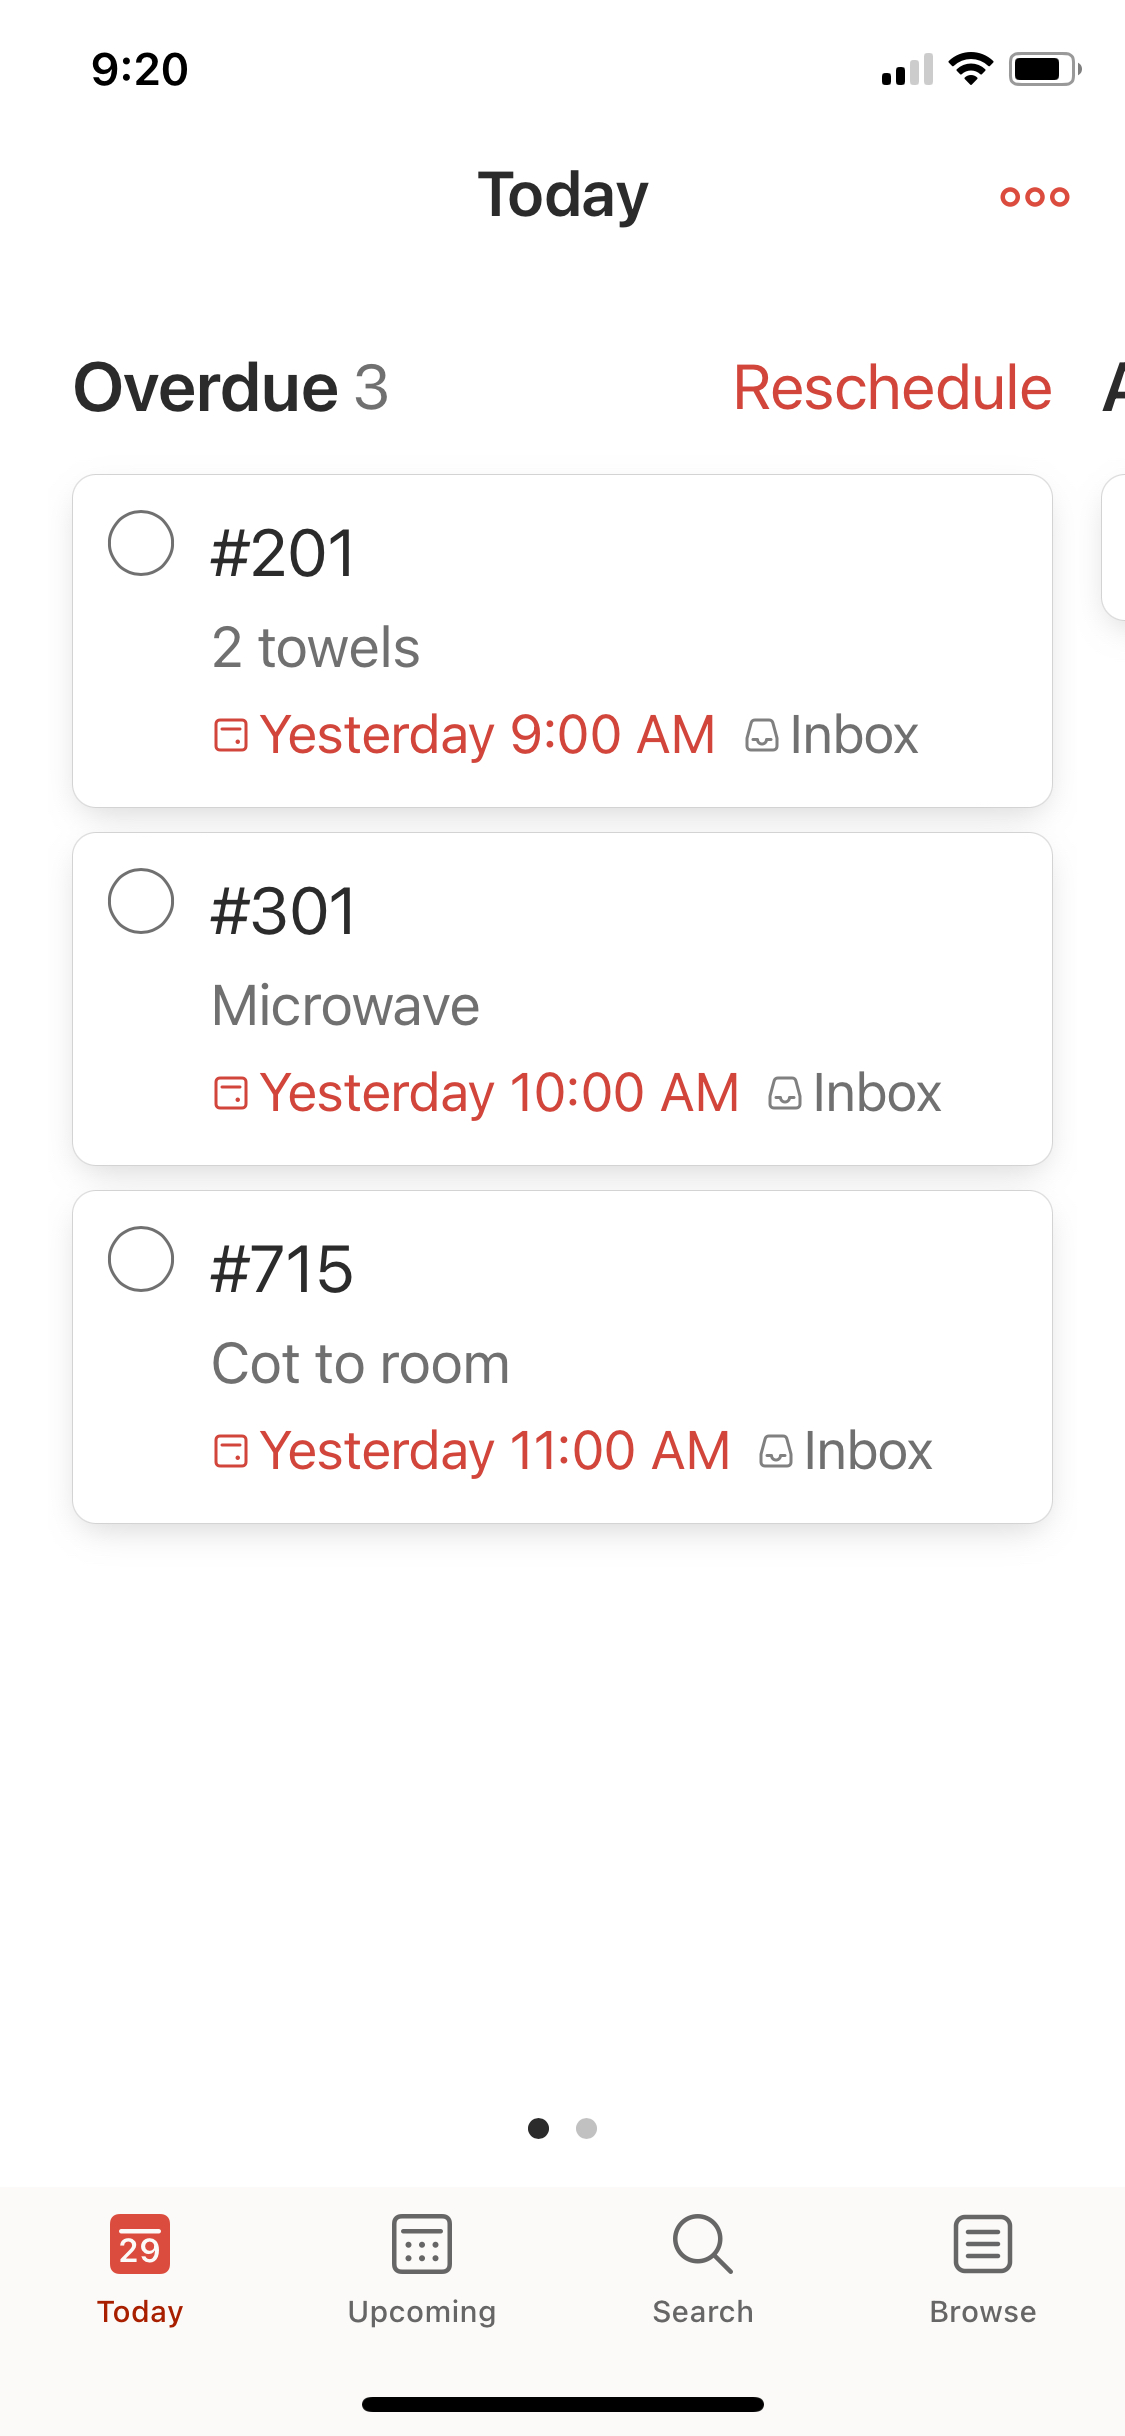 9:20
Today
Overdue 3
Reschedule
A
#201
2 towels
Yesterday 9:00 AM Inbox
#301
Microwave
Yesterday 10:00 AM Inbox
#715
Cot to room
Yesterday 11:00 AM Inbox
29
Today
Upcoming
Search
Browse